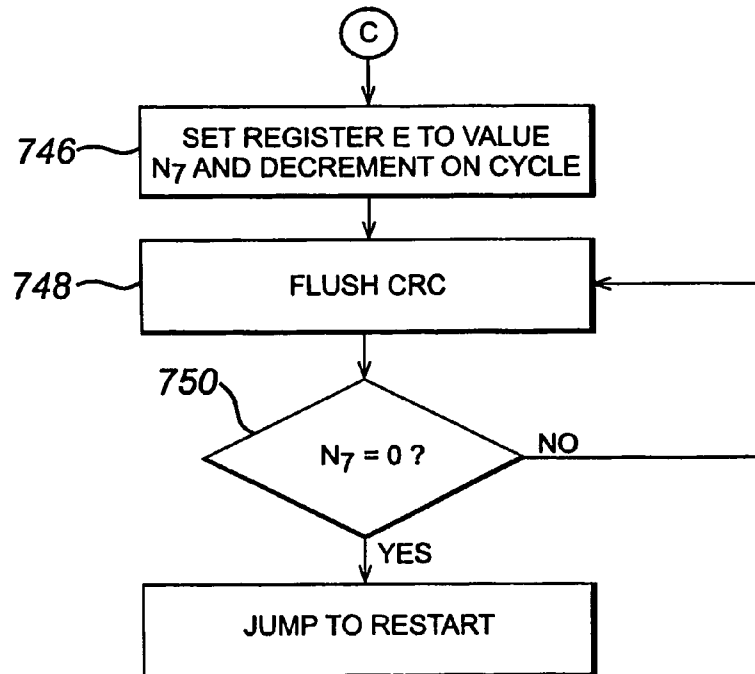 C
746
SET REGISTER E TO VALUE
N7 AND DECREMENT ON CYCLE
748
FLUSH CRC
750
N7 = 0 ?
NO
YES
JUMP TO RESTART